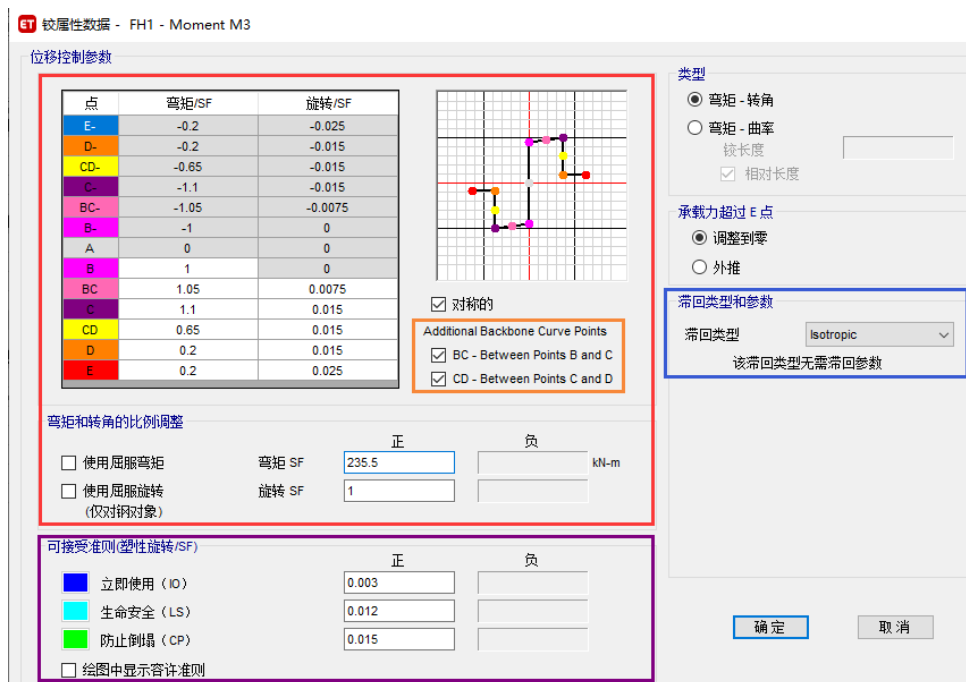 ET 铰属性数据 - FH1 - Moment M3
位移控制参数
点 弯矩/SF 旋转/SF
E- -0.2 -0.025
D- -0.2 -0.015
CD- -0.65 -0.015
C- -1.1 -0.015
BC- -1.05 -0.0075
B- -1 0
A 0 0
B 1 0
BC 1.05 0.0075
C 1.1 0.015
CD 0.65 0.015
D 0.2 0.015
E 0.2 0.025
对称的
Additional Backbone Curve Points
BC - Between Points B and C
CD - Between Points C and D
弯矩和转角的比例调整
正 负
使用屈服弯矩 弯矩 SF 235.5 kN-m
使用屈服旋转 旋转 SF 1
(仅对钢对象)
可接受准则(塑性旋转/SF)
正 负
立即使用（IO） 0.003
生命安全（LS） 0.012
防止倒塌（CP） 0.015
绘图中显示容许准则
类型
弯矩 - 转角
弯矩 - 曲率
铰长度
相对长度
承载力超过 E 点
调整到零
外推
滞回类型和参数
滞回类型 Isotropic
该滞回类型无需滞回参数
确定 取消